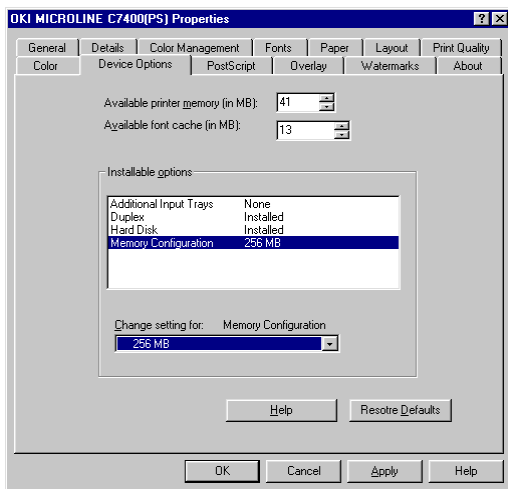 OKI MICROLINE C7400(PS) Properties
General Details Color Management Fonts Paper Layout Print Quality
Color Device Options PostScript Overlay Watermarks About
Available printer memory (in MB): 41
Available font cache (in MB): 13
Installable options
Additional Input Trays None
Duplex Installed
Hard Disk Installed
Memory Configuration 256 MB
Change setting for: Memory Configuration
256 MB
Help Resotre Defaults
OK Cancel Apply Help